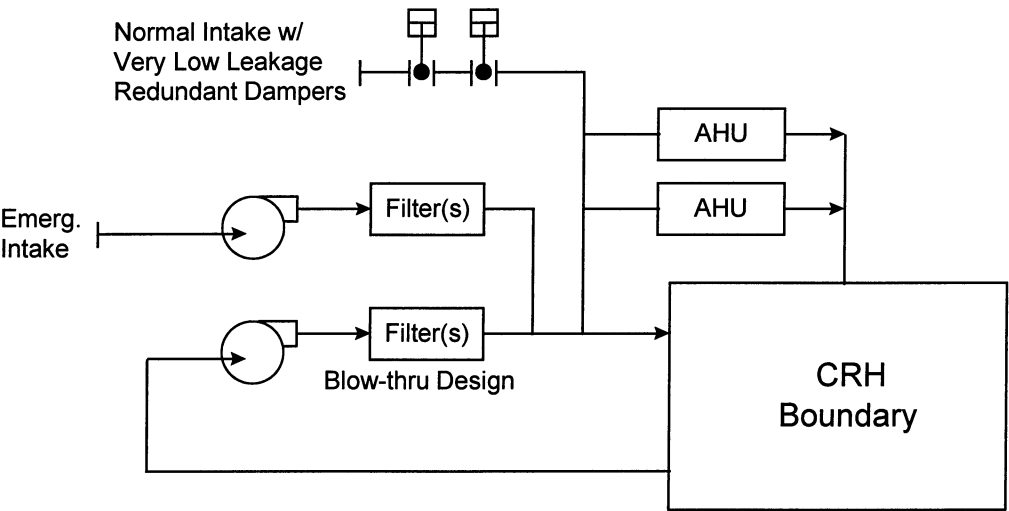 Normal Intake w/
Very Low Leakage
Redundant Dampers
AHU
AHU
Emerg.
Intake
Filter(s)
Filter(s)
Blow-thru Design
CRH
Boundary